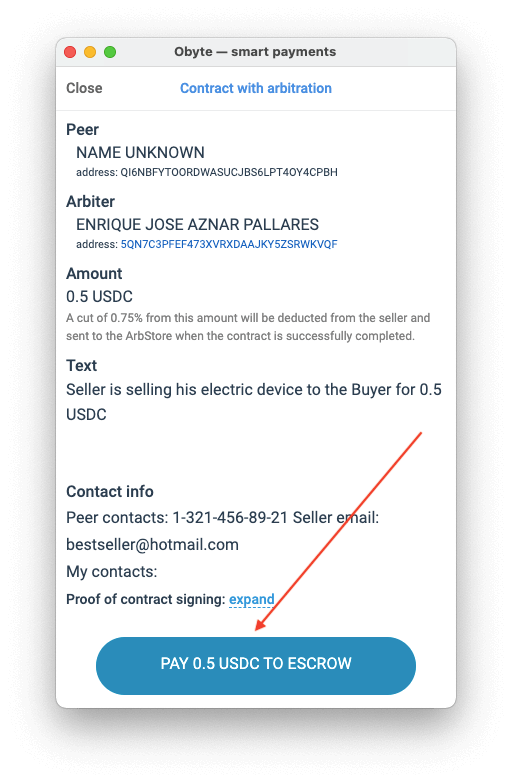 Obyte — smart payments
Close
Contract with arbitration
Peer
NAME UNKNOWN
address: QI6NBFYTOORDWASUCJBS6LPT4OY4CPBH
Arbiter
ENRIQUE JOSE AZNAR PALLARES
address: 5QN7C3PFEF473XVRXDAAJKY5ZSRWKVQF
Amount
0.5 USDC
A cut of 0.75% from this amount will be deducted from the seller and
sent to the ArbStore when the contract is successfully completed.
Text
Seller is selling his electric device to the Buyer for 0.5
USDC
Contact info
Peer contacts: 1-321-456-89-21 Seller email:
bestseller@hotmail.com
My contacts:
Proof of contract signing: expand
PAY 0.5 USDC TO ESCROW